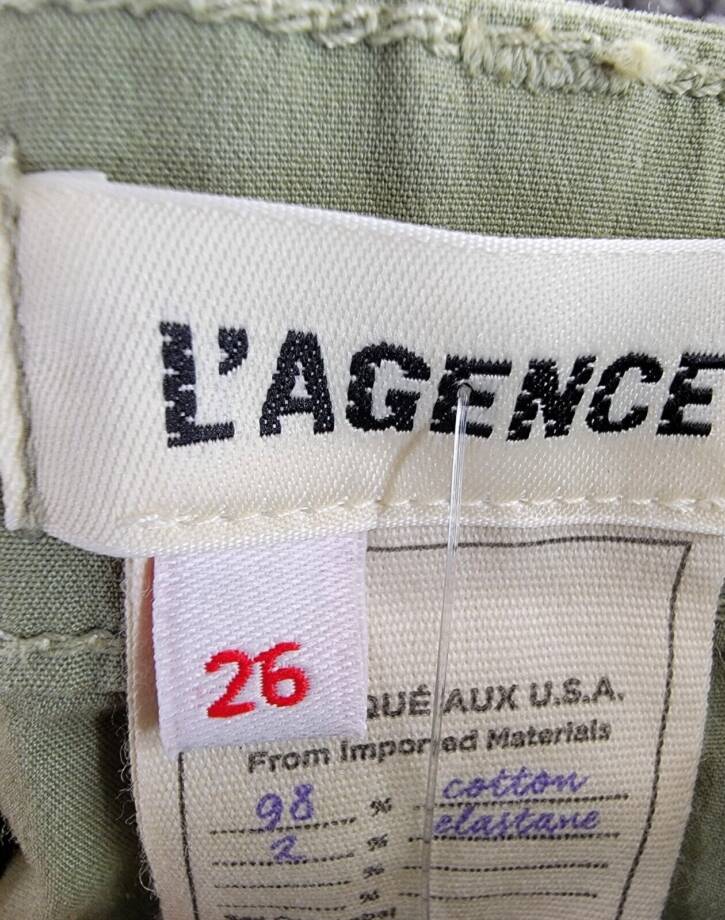 L'AGENCE
26
QUÉ AUX U.S.A.
From Imported Materials
98 % cotton
2 % elastane
%
%